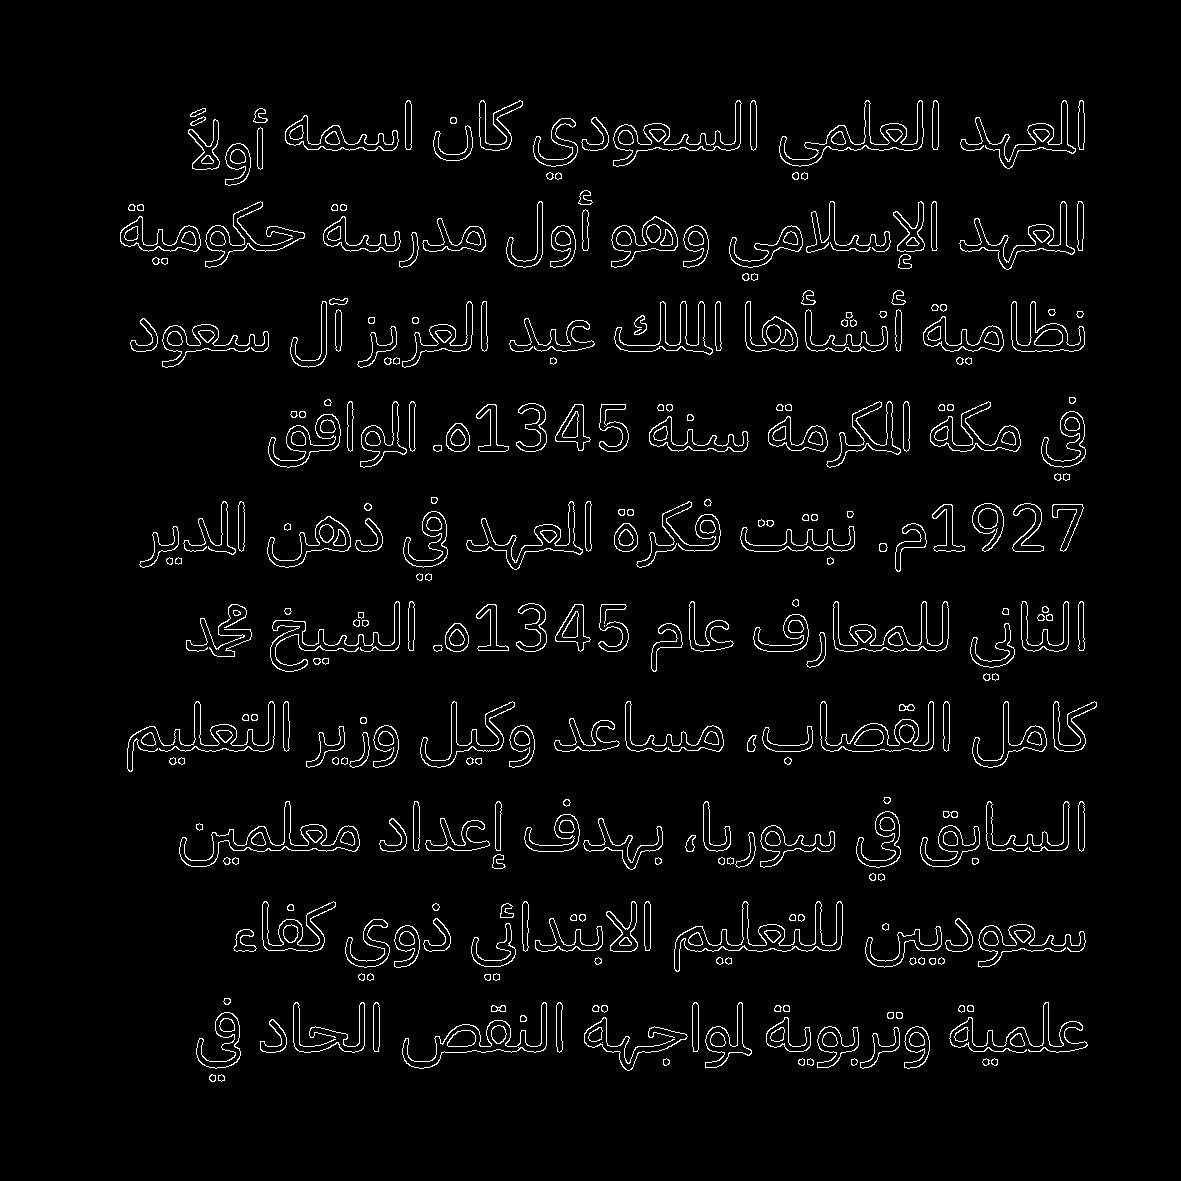 المعهد العلمي السعودي كان اسمه أولاً
المعهد الإسلامي وهو أول مدرسة حكومية
نظامية أنشأها الملك عبد العزيز آل سعود
في مكة المكرمة سنة 1345ه. الموافق
1927م. نبتت فكرة المعهد في ذهن المدير
الثاني للمعارف عام 1345ه. الشيخ محمد
كامل القصاب، مساعد وكيل وزير التعليم
السابق في سوريا، بهدف إعداد معلمين
سعوديين للتعليم الابتدائي ذوي كفاء
علمية وتربوية لمواجهة النقص الحاد في